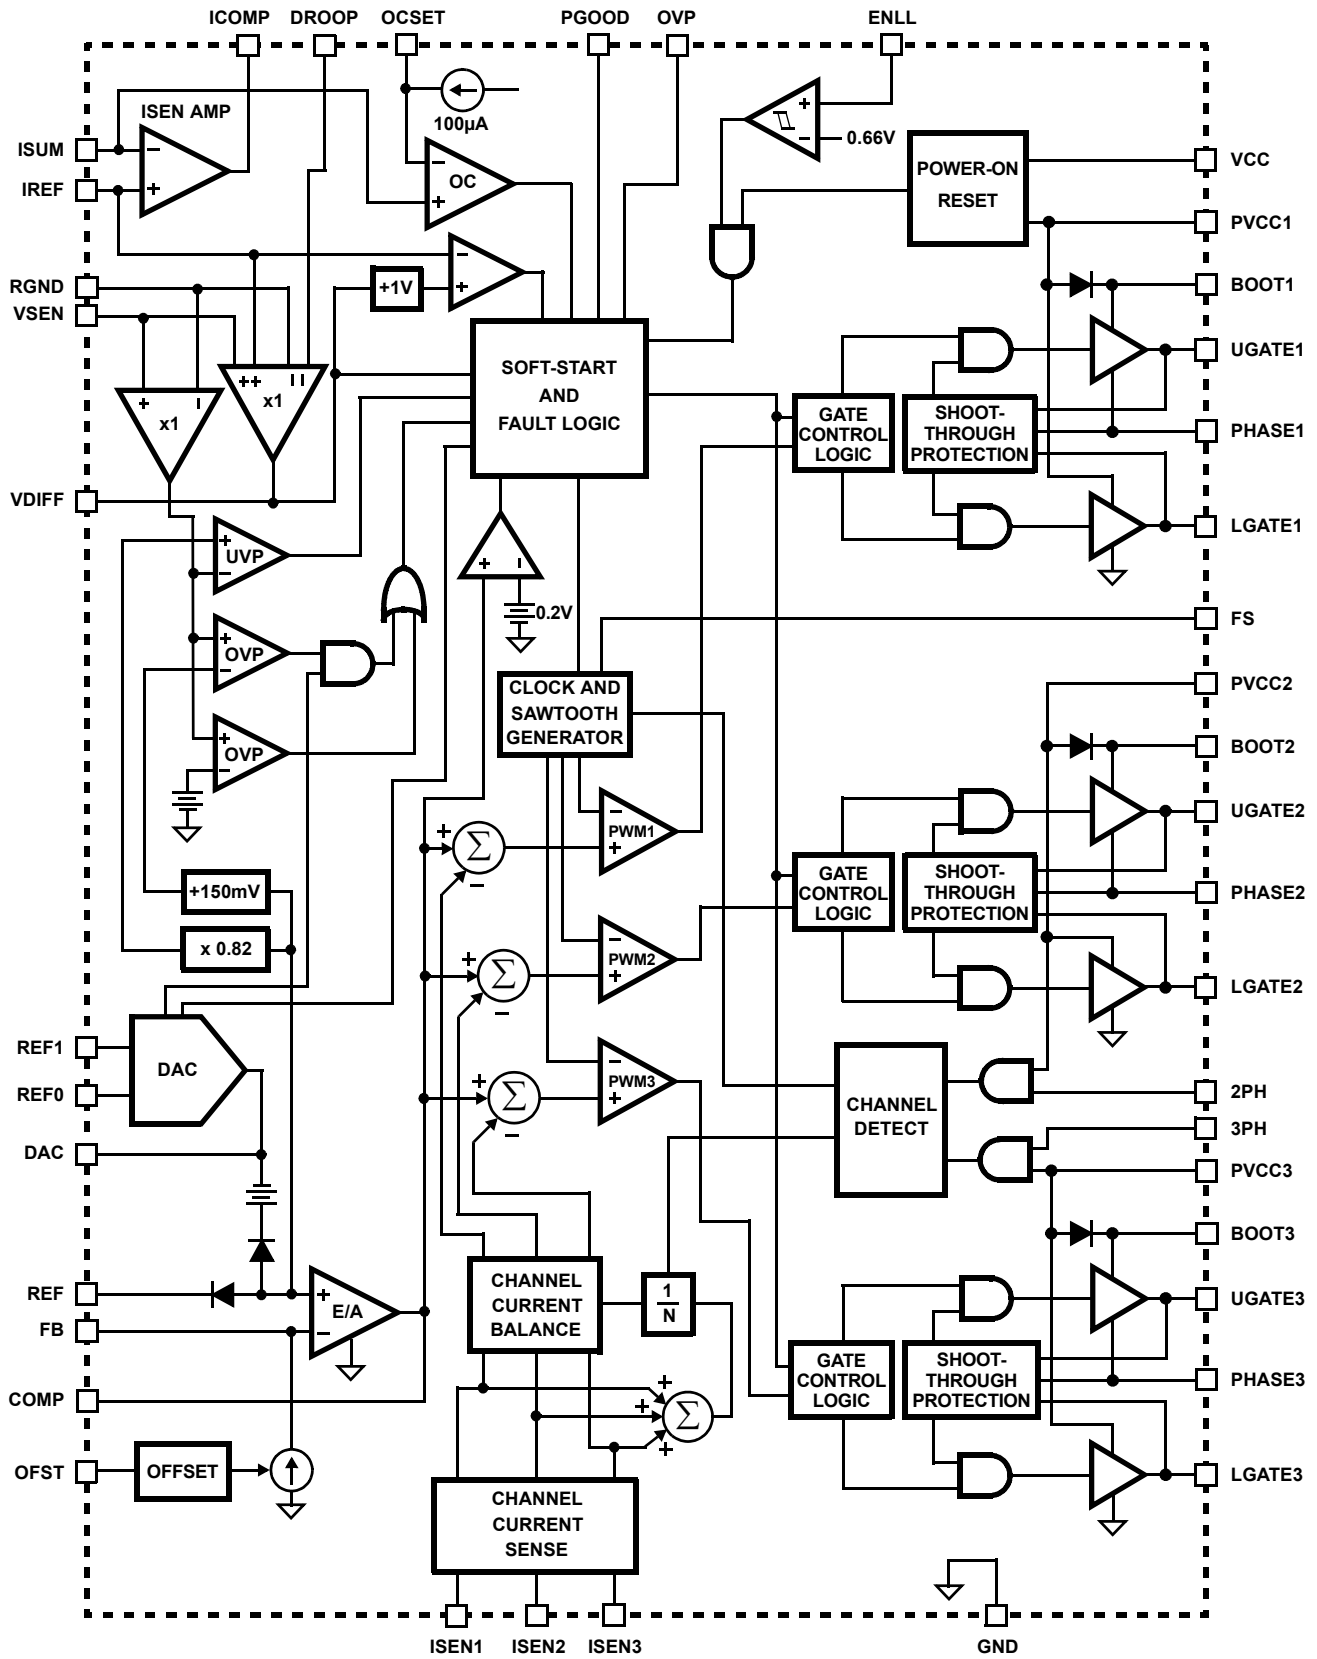 ICOMP DROOP OCSET PGOOD OVP ENLL
ISEN AMP
100µA
ISUM
IREF
- +
- OC +
+ - 0.66V
POWER-ON
RESET
VCC
PVCC1
- +
+1V
RGND
VSEN
BOOT1
UGATE1
++ - -
x1
+ -
x1
SOFT-START
AND
FAULT LOGIC
GATE
CONTROL
LOGIC
SHOOT-
THROUGH
PROTECTION
PHASE1
VDIFF
LGATE1
+ UVP -
+ -
0.2V
FS
+ OVP -
CLOCK AND
SAWTOOTH
GENERATOR
PVCC2
+ OVP -
BOOT2
- PWM1 +
+ Σ -
UGATE2
+150mV
GATE
CONTROL
LOGIC
SHOOT-
THROUGH
PROTECTION
PHASE2
x 0.82
- PWM2 +
+ Σ -
LGATE2
REF1
REF0
DAC
- PWM3 +
+ Σ -
CHANNEL
DETECT
2PH
3PH
DAC
PVCC3
BOOT3
REF
FB
+ E/A -
CHANNEL
CURRENT
BALANCE
1
N
UGATE3
GATE
CONTROL
LOGIC
SHOOT-
THROUGH
PROTECTION
PHASE3
COMP
+ + + Σ
OFST
OFFSET
LGATE3
CHANNEL
CURRENT
SENSE
ISEN1 ISEN2 ISEN3 GND